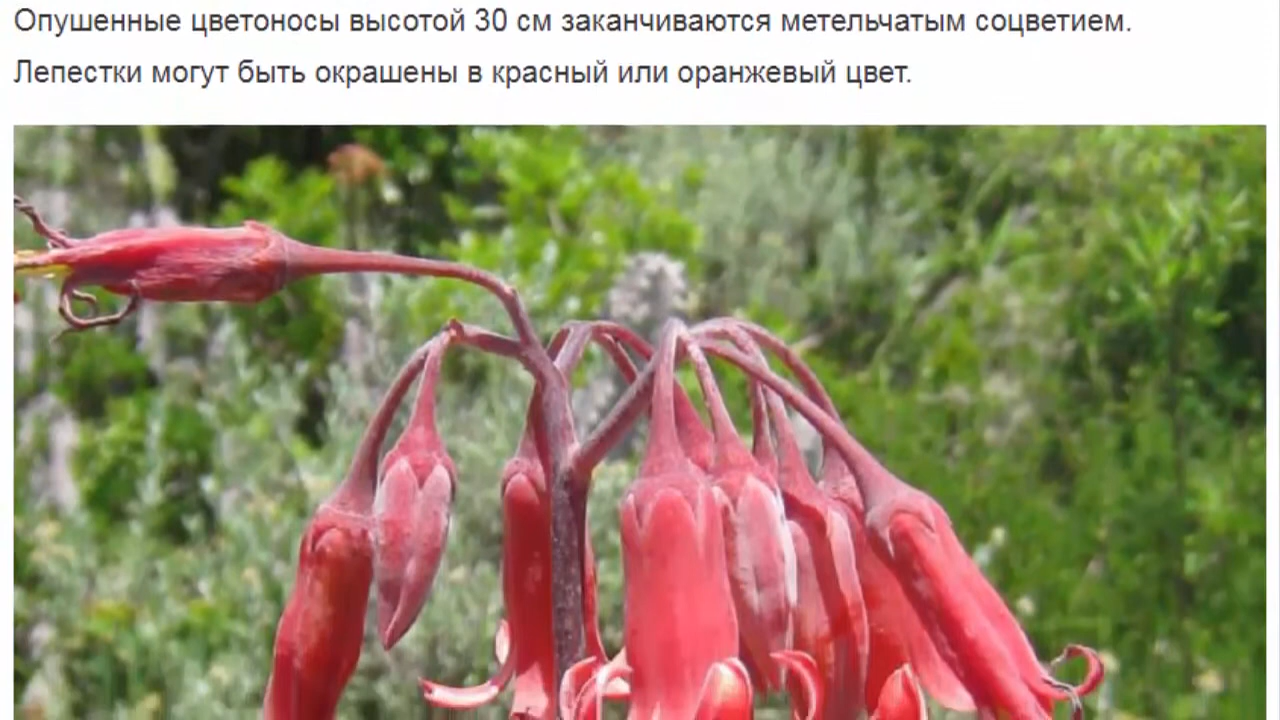 Опушенные цветоносы высотой 30 см заканчиваются метельчатым соцветием.
Лепестки могут быть окрашены в красный или оранжевый цвет.